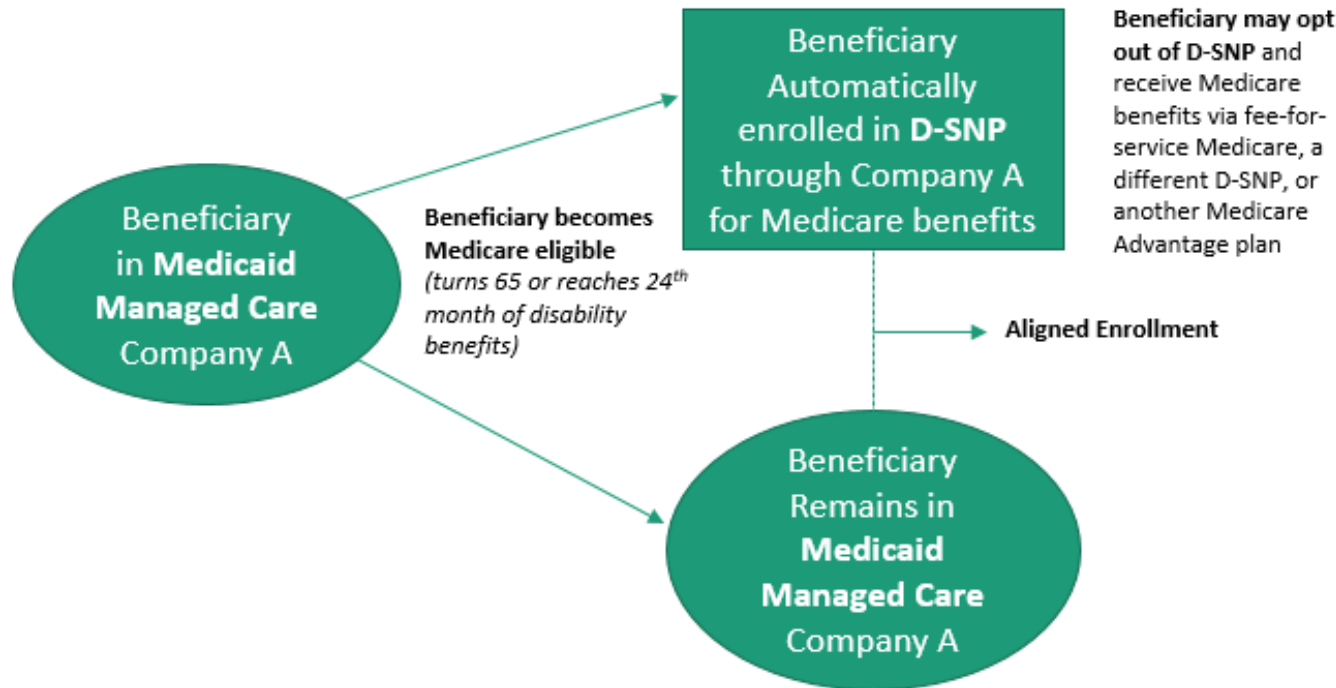 Beneficiary
in Medicaid
Managed Care
Company A
Beneficiary becomes
Medicare eligible
(turns 65 or reaches 24th
month of disability
benefits)
Beneficiary
Automatically
enrolled in D-SNP
through Company A
for Medicare benefits
Beneficiary may opt
out of D-SNP and
receive Medicare
benefits via fee-for-
service Medicare, a
different D-SNP, or
another Medicare
Advantage plan
Aligned Enrollment
Beneficiary
Remains in
Medicaid
Managed Care
Company A